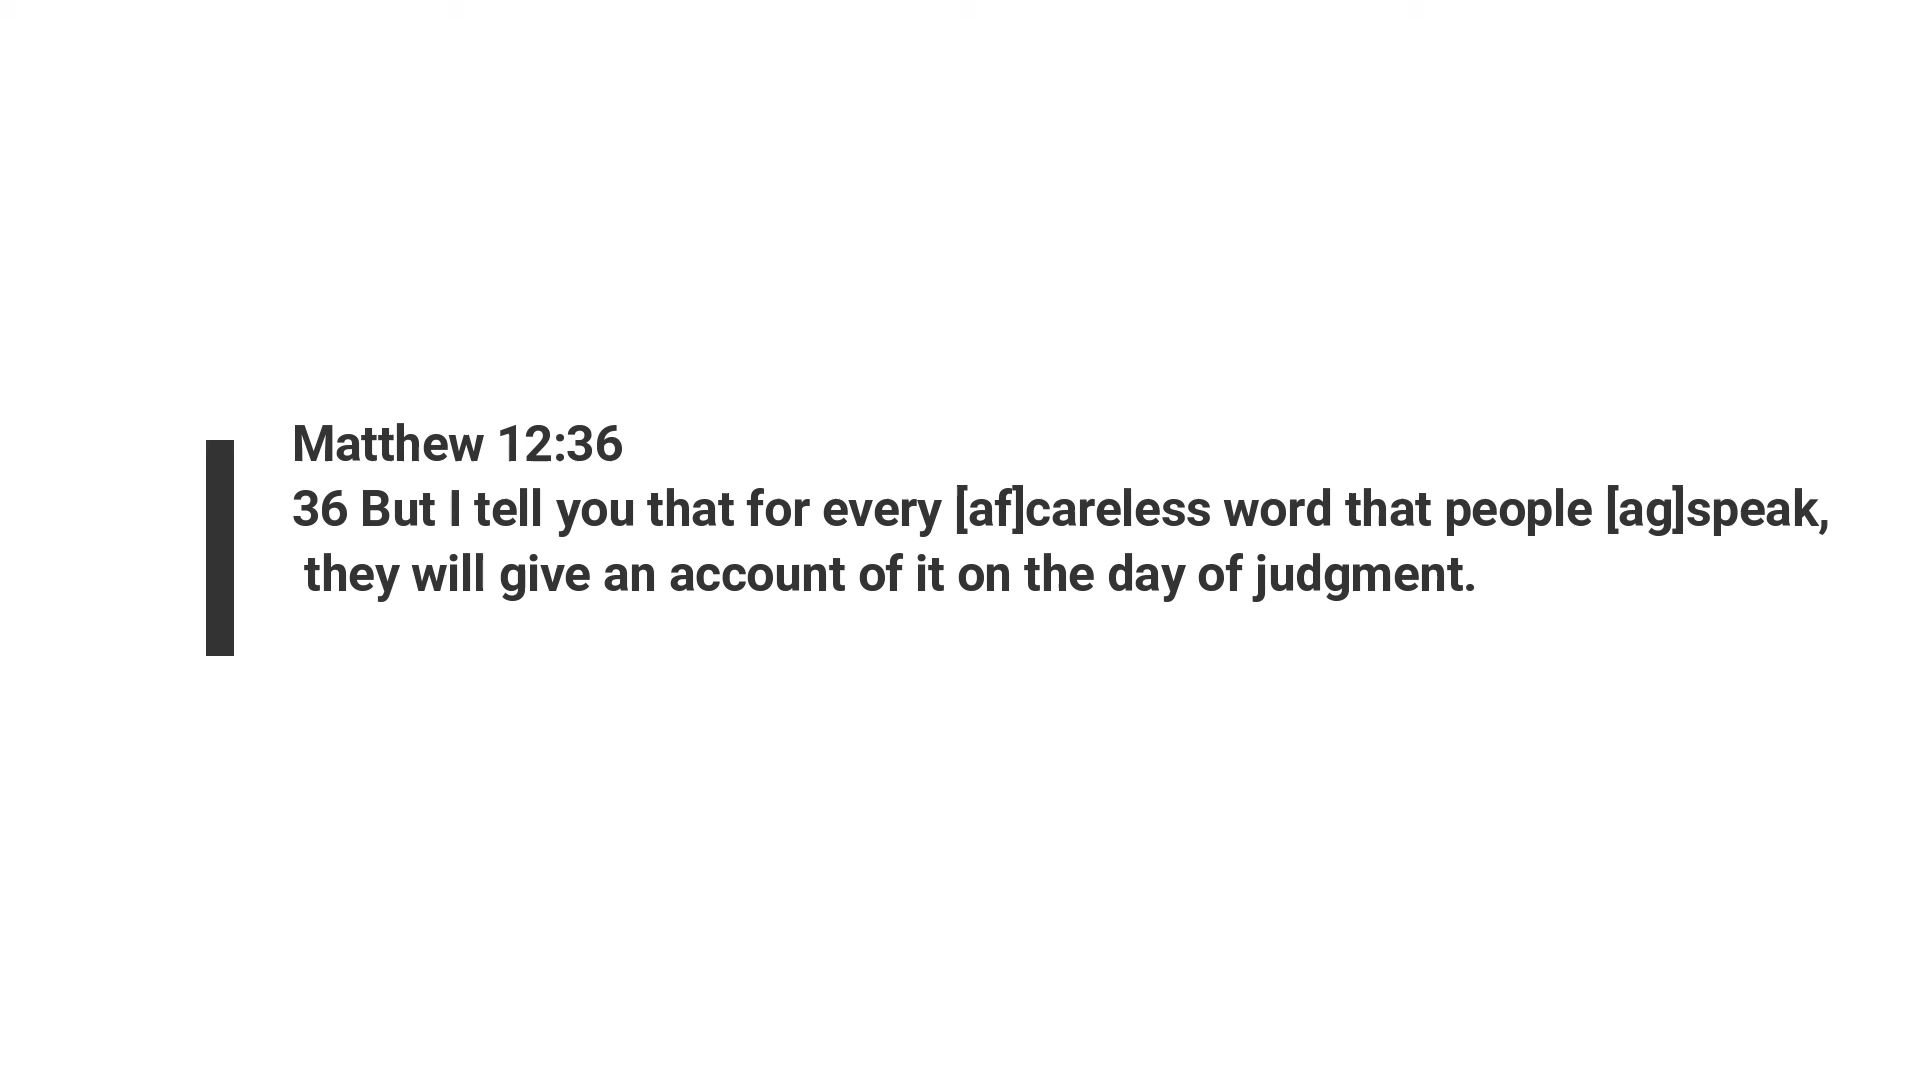 Matthew 12:36
36 But I tell you that for every [af]careless word that people [ag]speak,
they will give an account of it on the day of judgment.